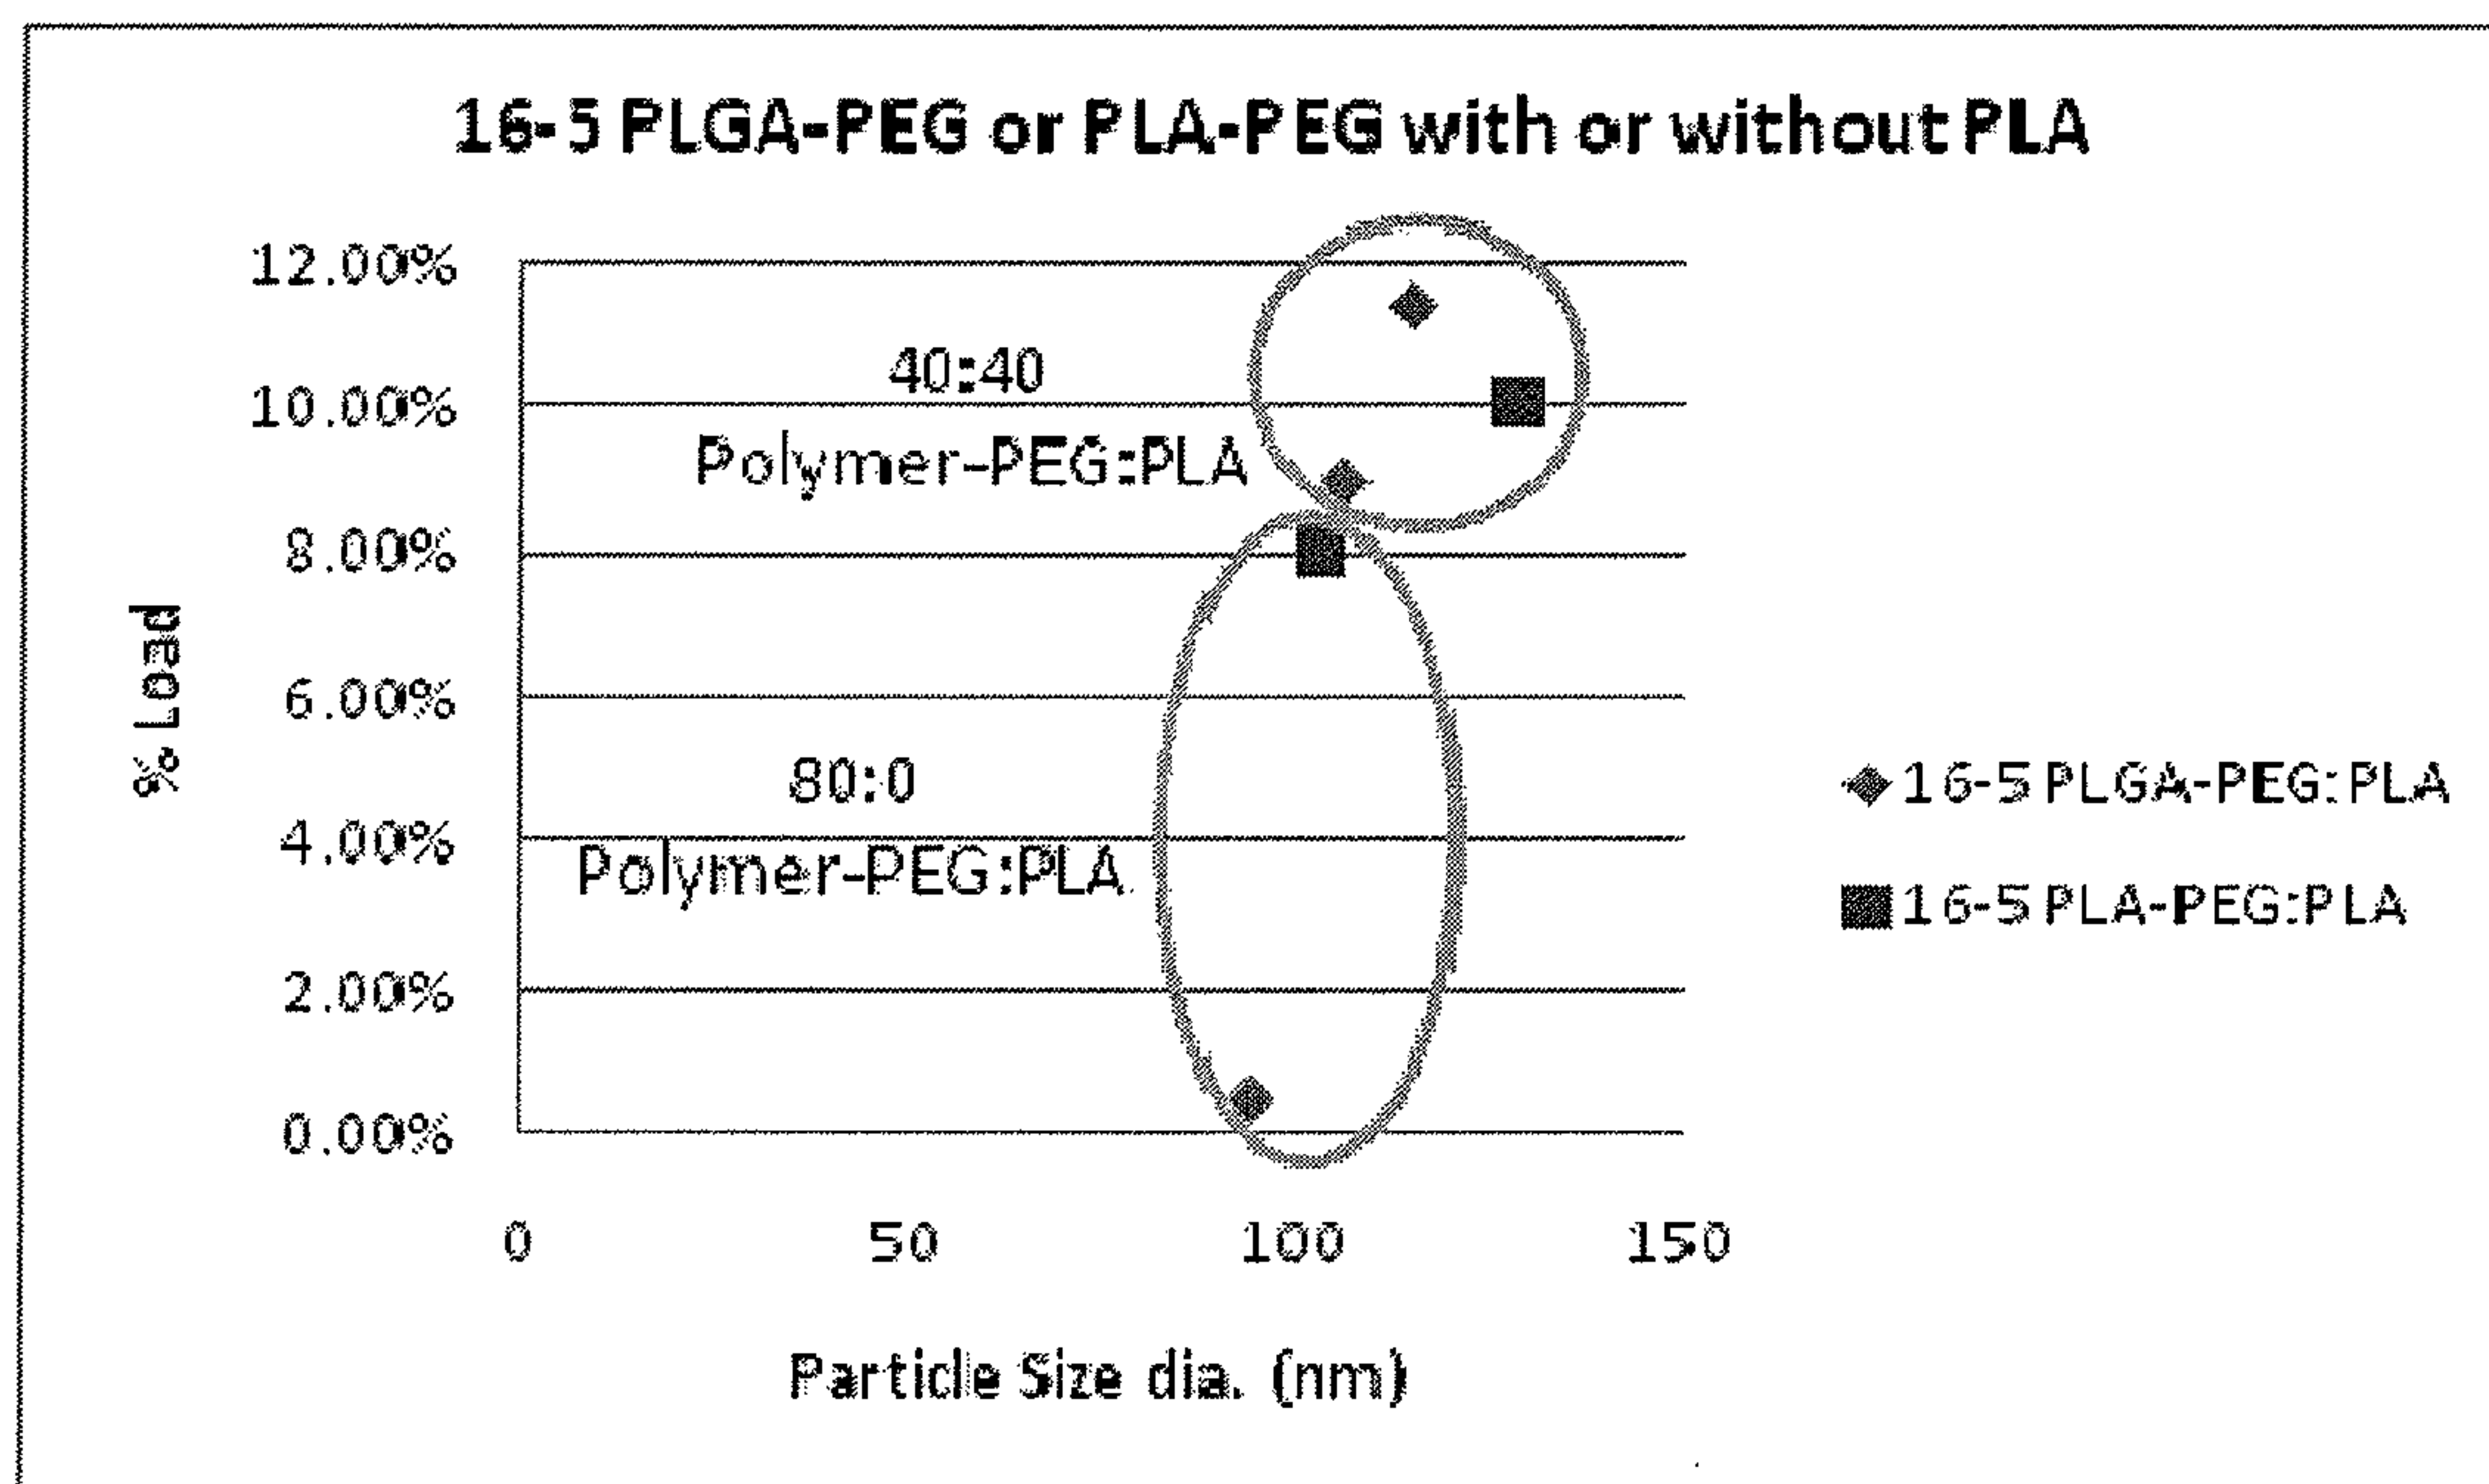 16-5 PLGA-PEG or PLA-PEG with or without PLA
12.00%
40:40
10.00%
Polymer-PEG:PLA
8.00%
% Load
6.00%
80:0
4.00%
Polymer-PEG:PLA
16-5 PLGA-PEG:PLA
16-5 PLA-PEG:PLA
2.00%
0.00%
0 50 100 150
Particle Size dia. (nm)